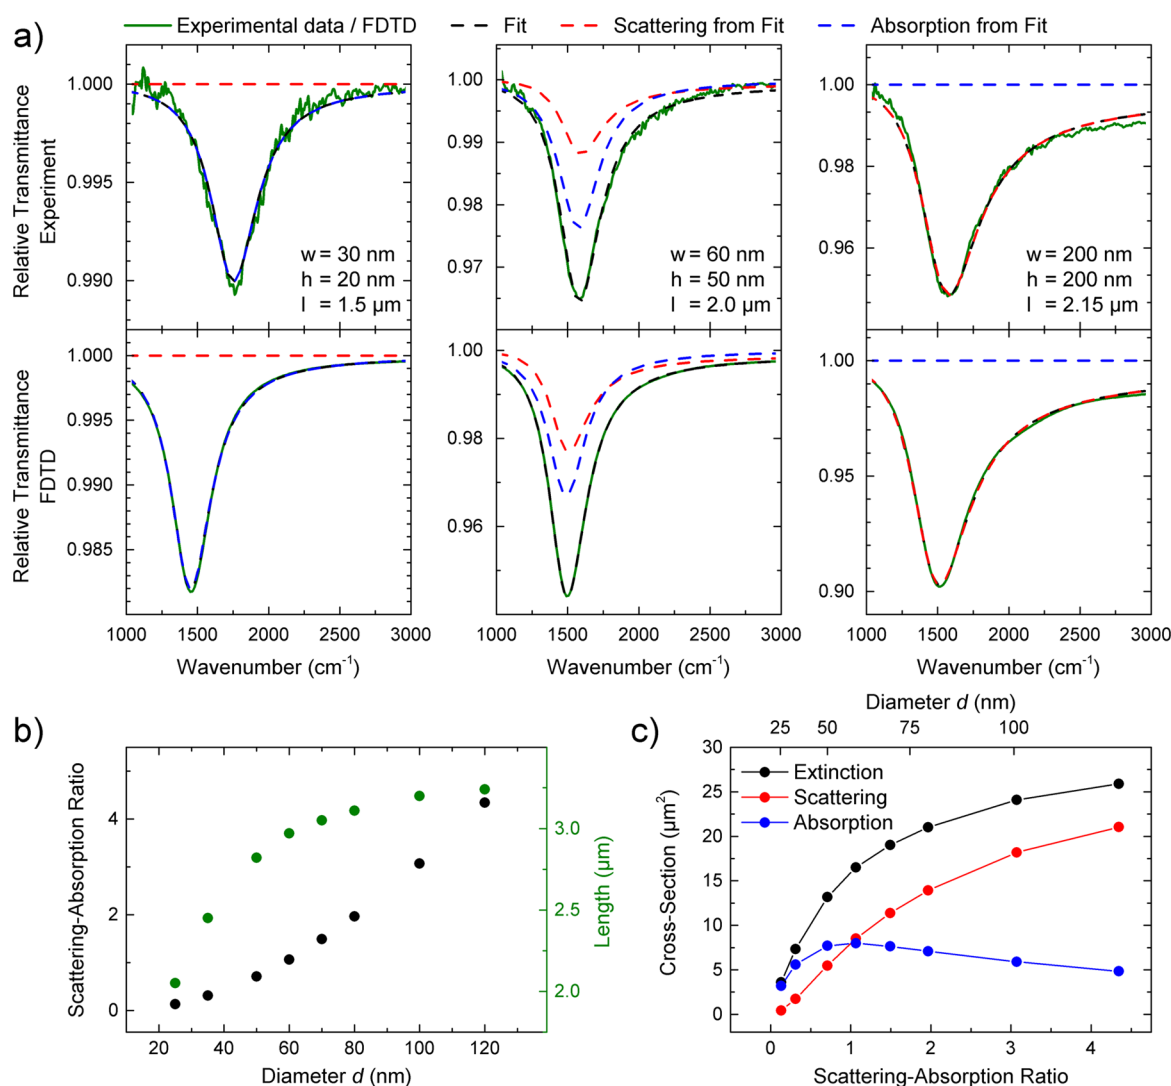 a)
Experimental data / FDTD
Fit
Scattering from Fit
Absorption from Fit
Relative Transmittance
Experiment
1.000
0.995
0.990
w = 30 nm
h = 20 nm
l = 1.5 µm
1.00
0.99
0.98
0.97
w = 60 nm
h = 50 nm
l = 2.0 µm
1.00
0.98
0.96
w = 200 nm
h = 200 nm
l = 2.15 µm
Relative Transmittance
FDTD
1.000
0.995
0.990
0.985
1000 1500 2000 2500 3000
Wavenumber (cm⁻¹)
1.00
0.98
0.96
1000 1500 2000 2500 3000
Wavenumber (cm⁻¹)
1.00
0.95
0.90
1000 1500 2000 2500 3000
Wavenumber (cm⁻¹)
b)
Scattering-Absorption Ratio
4
2
0
3.0
2.5
2.0
Length (µm)
20 40 60 80 100 120
Diameter d (nm)
c)
Diameter d (nm)
25 50 75 100
Cross-Section (µm²)
30
25
20
15
10
5
0
Extinction
Scattering
Absorption
0 1 2 3 4
Scattering-Absorption Ratio